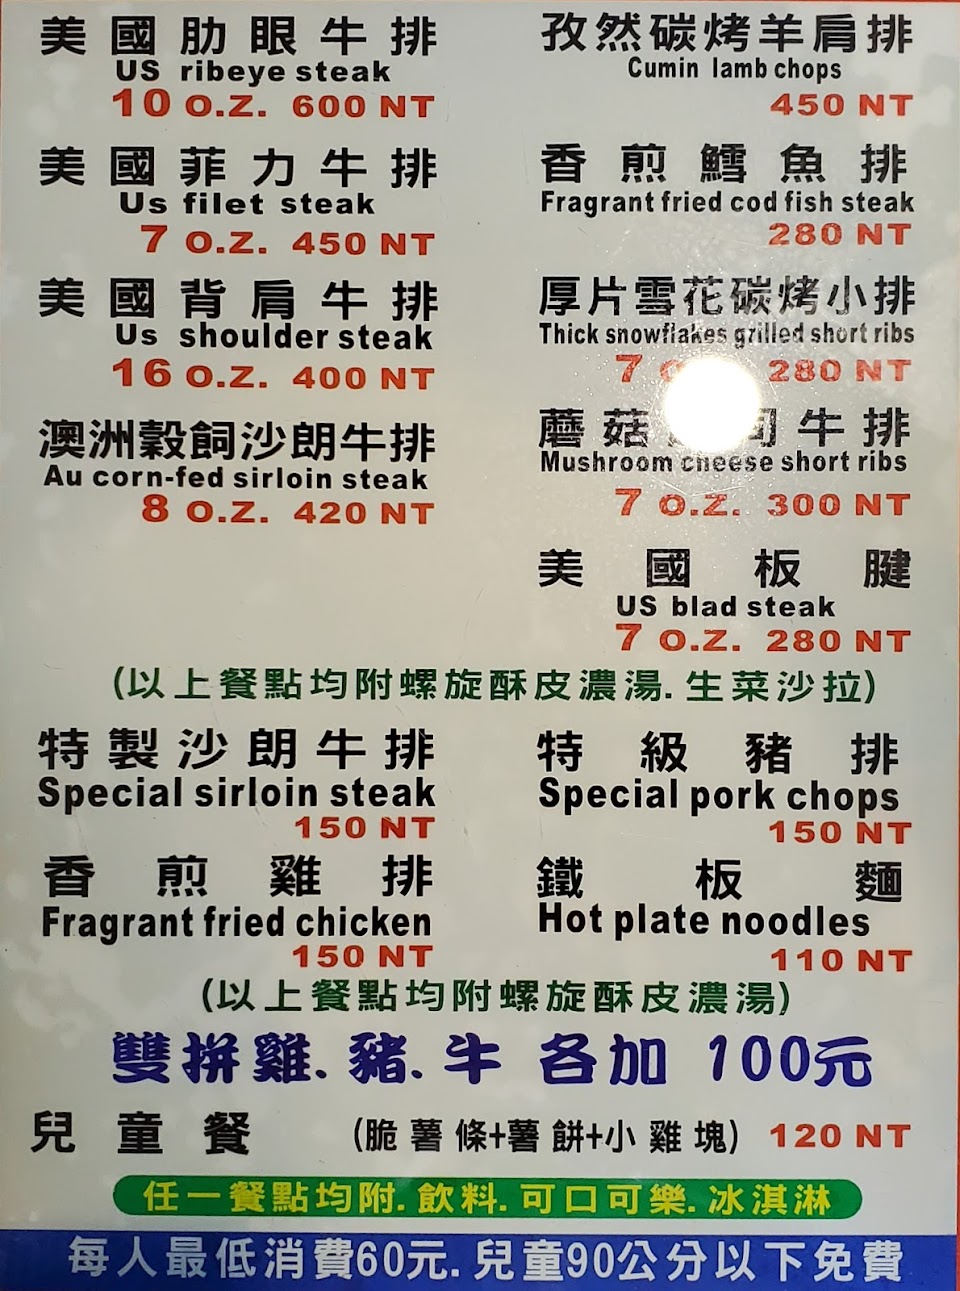 美國肋眼牛排
US ribeye steak
10 O.Z. 600 NT
美國菲力牛排
Us filet steak
7 O.Z. 450 NT
美國背肩牛排
Us shoulder steak
16 O.Z. 400 NT
澳洲穀飼沙朗牛排
Au corn-fed sirloin steak
8 O.Z. 420 NT
孜然碳烤羊肩排
Cumin lamb chops
450 NT
香煎鱈魚排
Fragrant fried cod fish steak
280 NT
厚片雪花碳烤小排
Thick snowflakes grilled short ribs
7 280 NT
蘑菇 牛排
Mushroom cheese short ribs
7 O.Z. 300 NT
美國板腱
US blad steak
7 O.Z. 280 NT
(以上餐點均附螺旋酥皮濃湯.生菜沙拉)
特製沙朗牛排
Special sirloin steak
150 NT
香煎雞排
Fragrant fried chicken
150 NT
特級豬排
Special pork chops
150 NT
鐵板麵
Hot plate noodles
110 NT
(以上餐點均附螺旋酥皮濃湯)
雙拼雞.豬.牛 各加 100元
兒童餐 (脆薯條+薯餅+小雞塊) 120 NT
任一餐點均附.飲料.可口可樂.冰淇淋
每人最低消費60元.兒童90公分以下免費